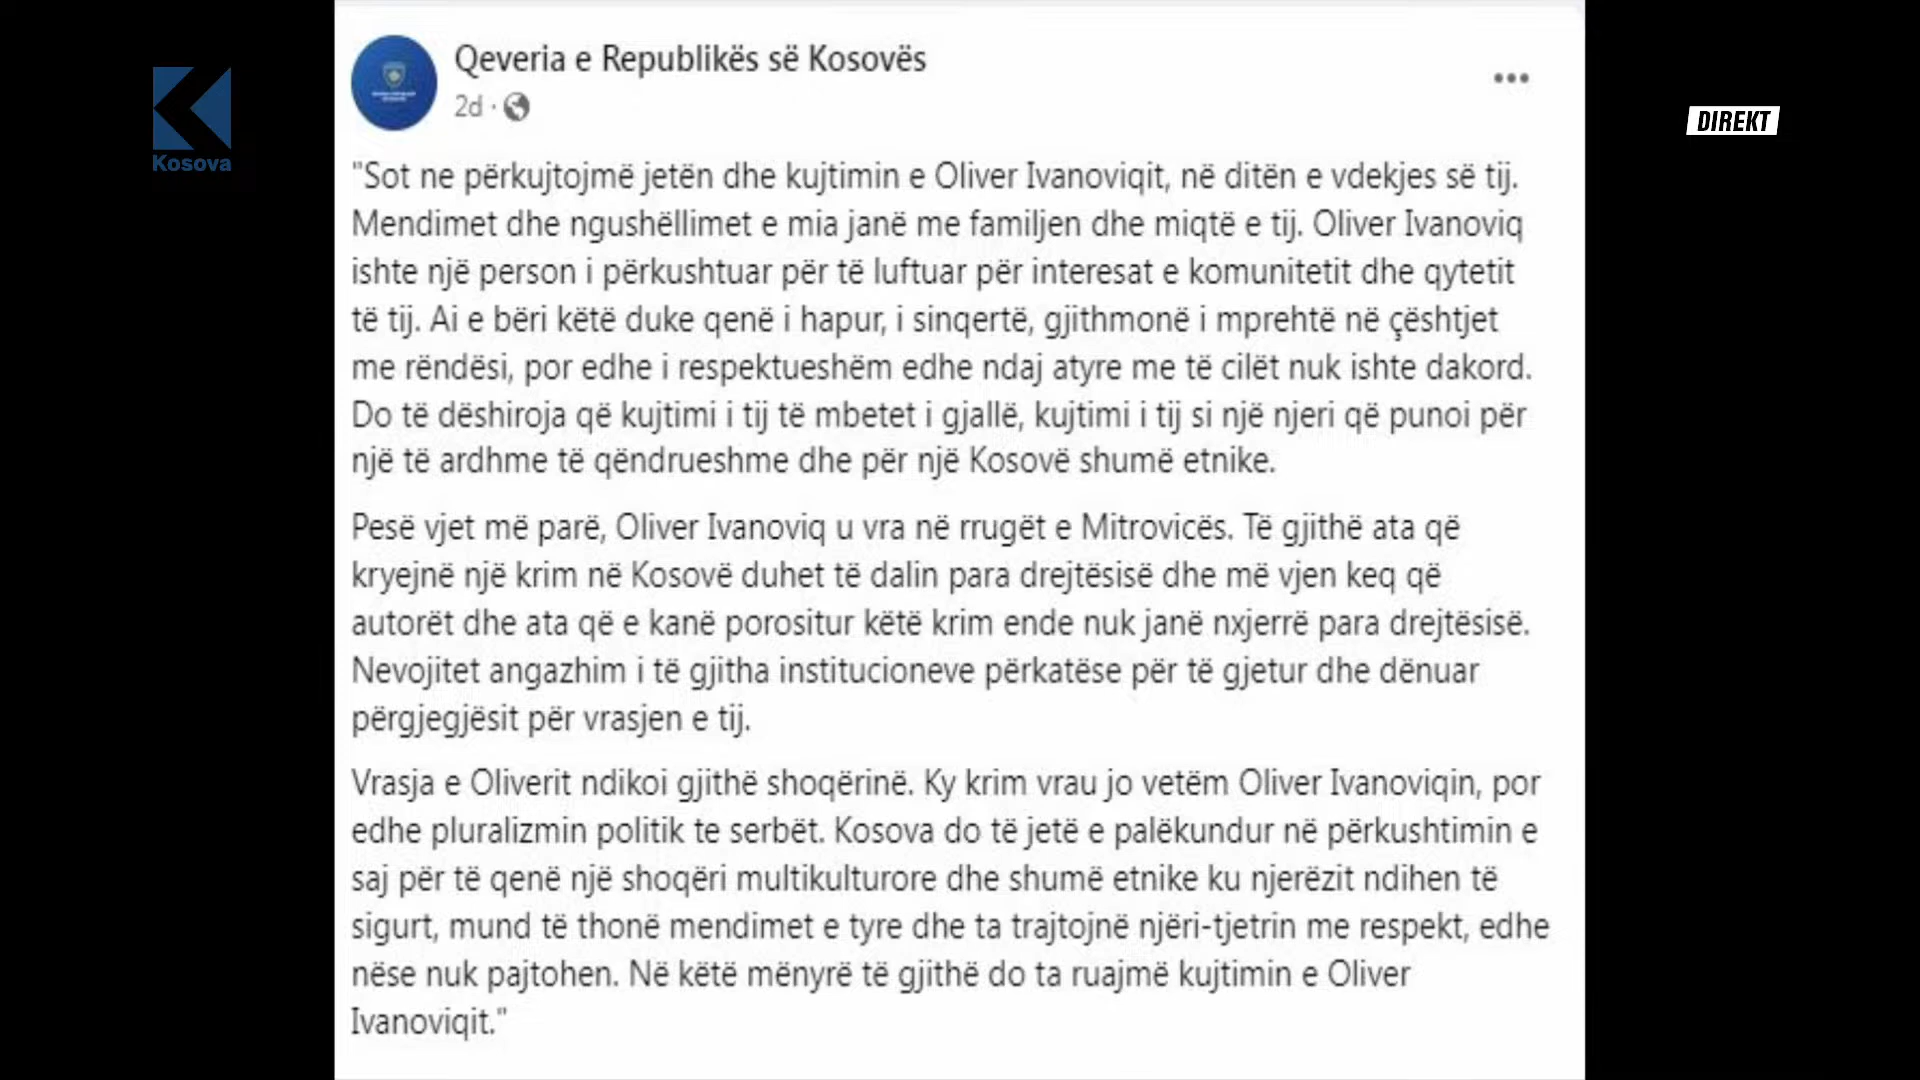 Qeveria e Republikës së Kosovës
2d ·
Kosova
DIREKT
"Sot ne përkujtojmë jetën dhe kujtimin e Oliver Ivanoviqit, në ditën e vdekjes së tij.
Mendimet dhe ngushëllimet e mia janë me familjen dhe miqtë e tij. Oliver Ivanoviq
ishte një person i përkushtuar për të luftuar për interesat e komunitetit dhe qytetit
të tij. Ai e bëri këtë duke qenë i hapur, i sinqertë, gjithmonë i mprehtë në çështjet
me rëndësi, por edhe i respektueshëm edhe ndaj atyre me të cilët nuk ishte dakord.
Do të dëshiroja që kujtimi i tij të mbetet i gjallë, kujtimi i tij si një njeri që punoi për
një të ardhme të qëndrueshme dhe për një Kosovë shumë etnike.
Pesë vjet më parë, Oliver Ivanoviq u vra në rrugët e Mitrovicës. Të gjithë ata që
kryejnë një krim në Kosovë duhet të dalin para drejtësisë dhe më vjen keq që
autorët dhe ata që e kanë porositur këtë krim ende nuk janë nxjerrë para drejtësisë.
Nevojitet angazhim i të gjitha institucioneve përkatëse për të gjetur dhe dënuar
përgjegjësit për vrasjen e tij.
Vrasja e Oliverit ndikoi gjithë shoqërinë. Ky krim vrau jo vetëm Oliver Ivanoviqin, por
edhe pluralizmin politik te serbët. Kosova do të jetë e palëkundur në përkushtimin e
saj për të qenë një shoqëri multikulturore dhe shumë etnike ku njerëzit ndihen të
sigurt, mund të thonë mendimet e tyre dhe ta trajtojnë njëri-tjetrin me respekt, edhe
nëse nuk pajtohen. Në këtë mënyrë të gjithë do ta ruajmë kujtimin e Oliver
Ivanoviqit."